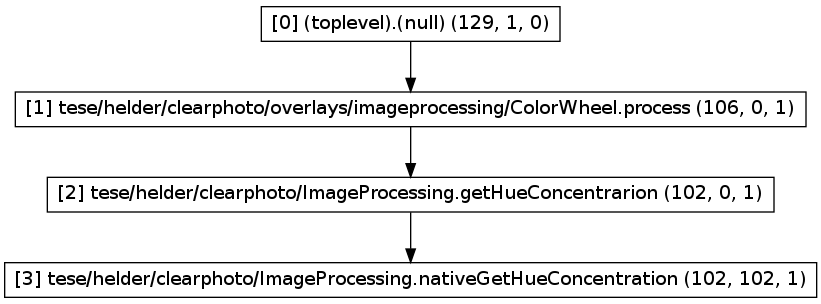 [0] (toplevel).(null) (129, 1, 0)
[1] tese/helder/clearphoto/overlays/imageprocessing/ColorWheel.process (106, 0, 1)
[2] tese/helder/clearphoto/ImageProcessing.getHueConcentrarion (102, 0, 1)
[3] tese/helder/clearphoto/ImageProcessing.nativeGetHueConcentration (102, 102, 1)